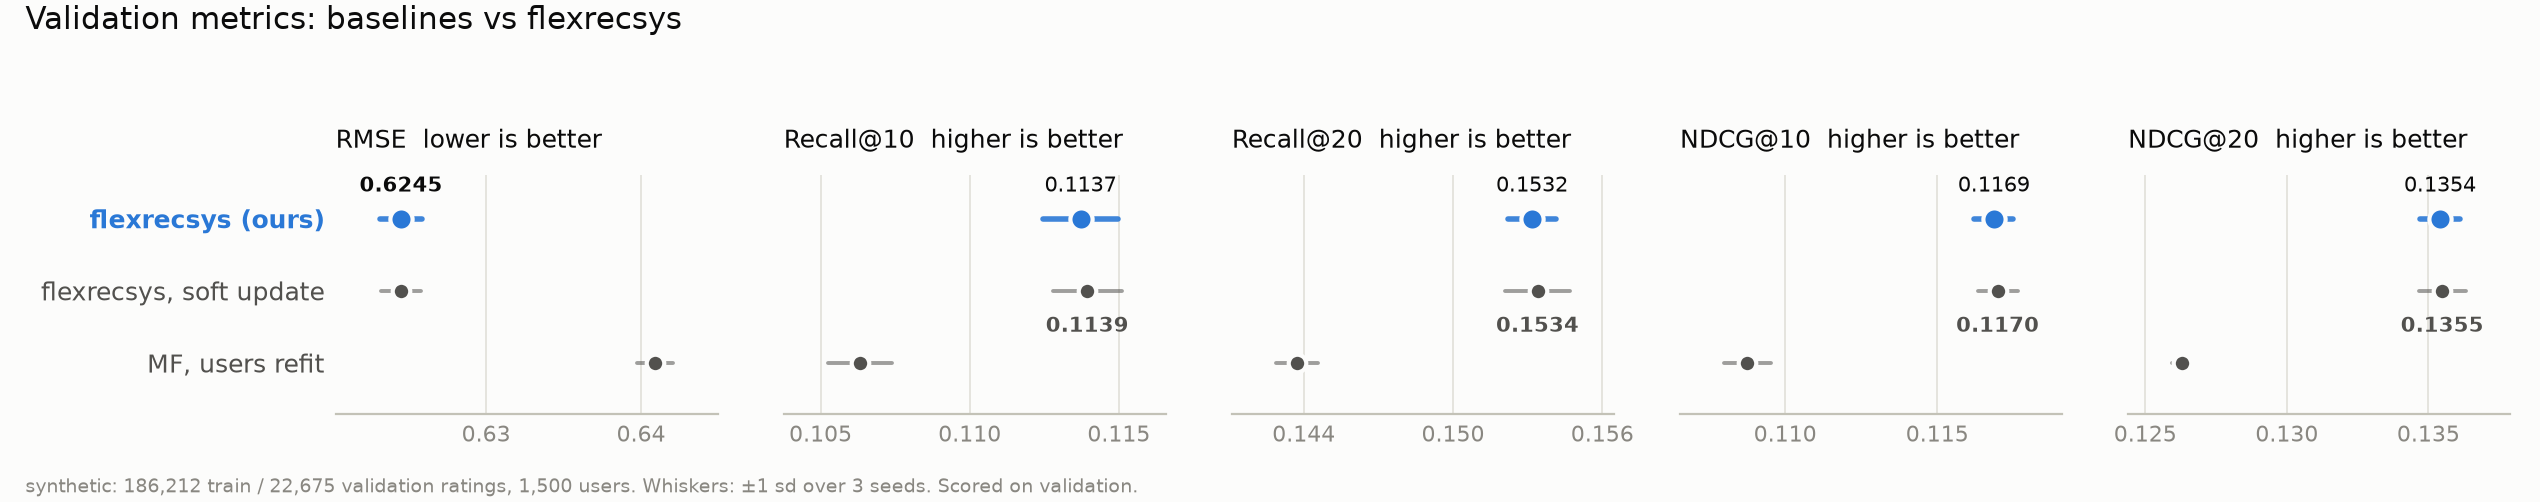 Validation metrics: baselines vs flexrecsys
RMSE  lower is better
Recall@10  higher is better
Recall@20  higher is better
NDCG@10  higher is better
NDCG@20  higher is better
0.6245
0.1137
0.1532
0.1169
0.1354
flexrecsys (ours)
flexrecsys, soft update
0.1139
0.1534
0.1170
0.1355
MF, users refit
0.63 0.64
0.105 0.110 0.115
0.144 0.150 0.156
0.110 0.115
0.125 0.130 0.135
synthetic: 186,212 train / 22,675 validation ratings, 1,500 users. Whiskers: ±1 sd over 3 seeds. Scored on validation.